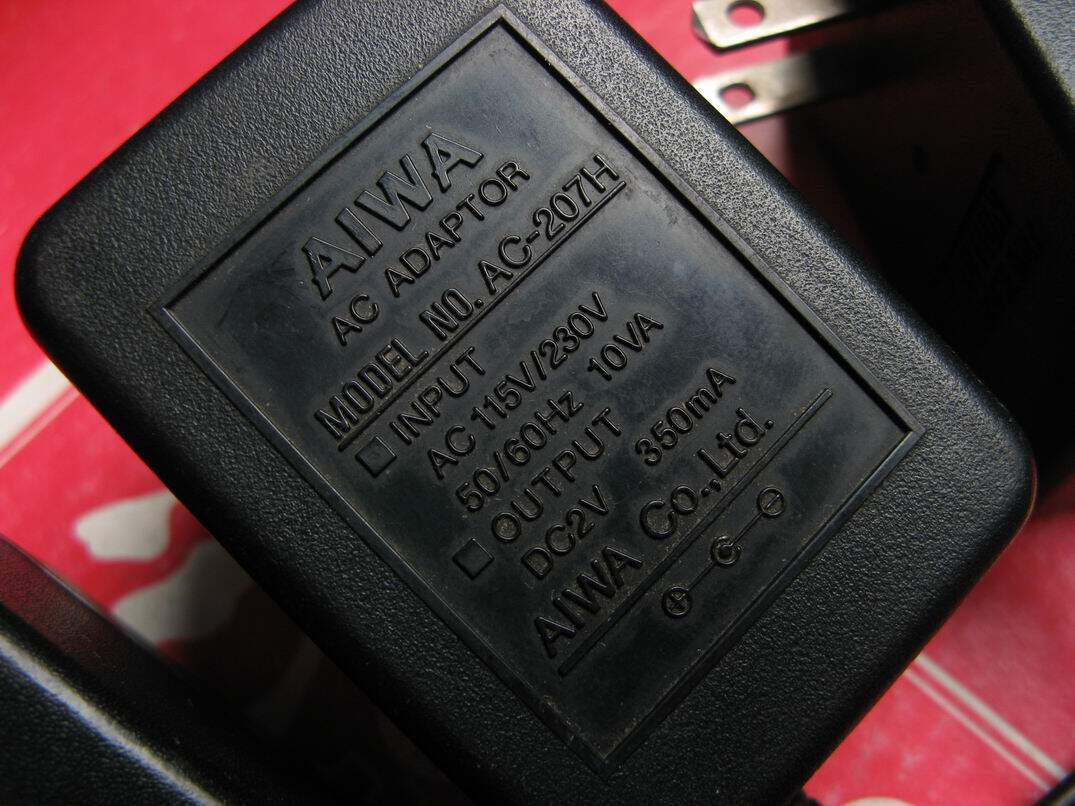 AIWA
AC ADAPTOR
MODEL NO. AC-207H
INPUT
AC 115V/230V
50/60Hz 10VA
OUTPUT
DC2V 350mA
AIWA Co.,Ltd.